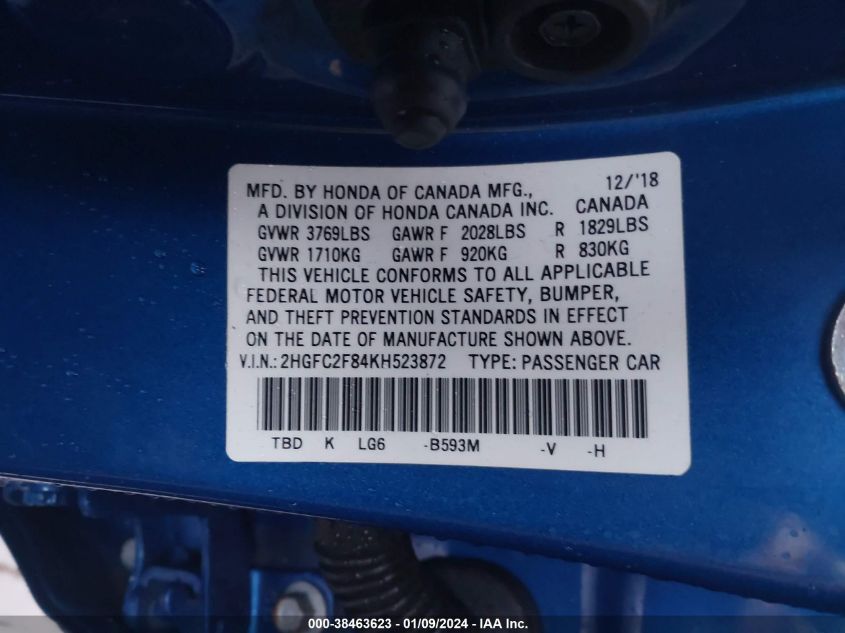 MFD. BY HONDA OF CANADA MFG., 12/'18
A DIVISION OF HONDA CANADA INC. CANADA
GVWR 3769LBS GAWR F 2028LBS R 1829LBS
GVWR 1710KG GAWR F 920KG R 830KG
THIS VEHICLE CONFORMS TO ALL APPLICABLE
FEDERAL MOTOR VEHICLE SAFETY, BUMPER,
AND THEFT PREVENTION STANDARDS IN EFFECT
ON THE DATE OF MANUFACTURE SHOWN ABOVE.
V.I.N.: 2HGFC2F84KH523872 TYPE: PASSENGER CAR
TBD K LG6 -B593M -V -H
000-38463623 - 01/09/2024 - IAA Inc.